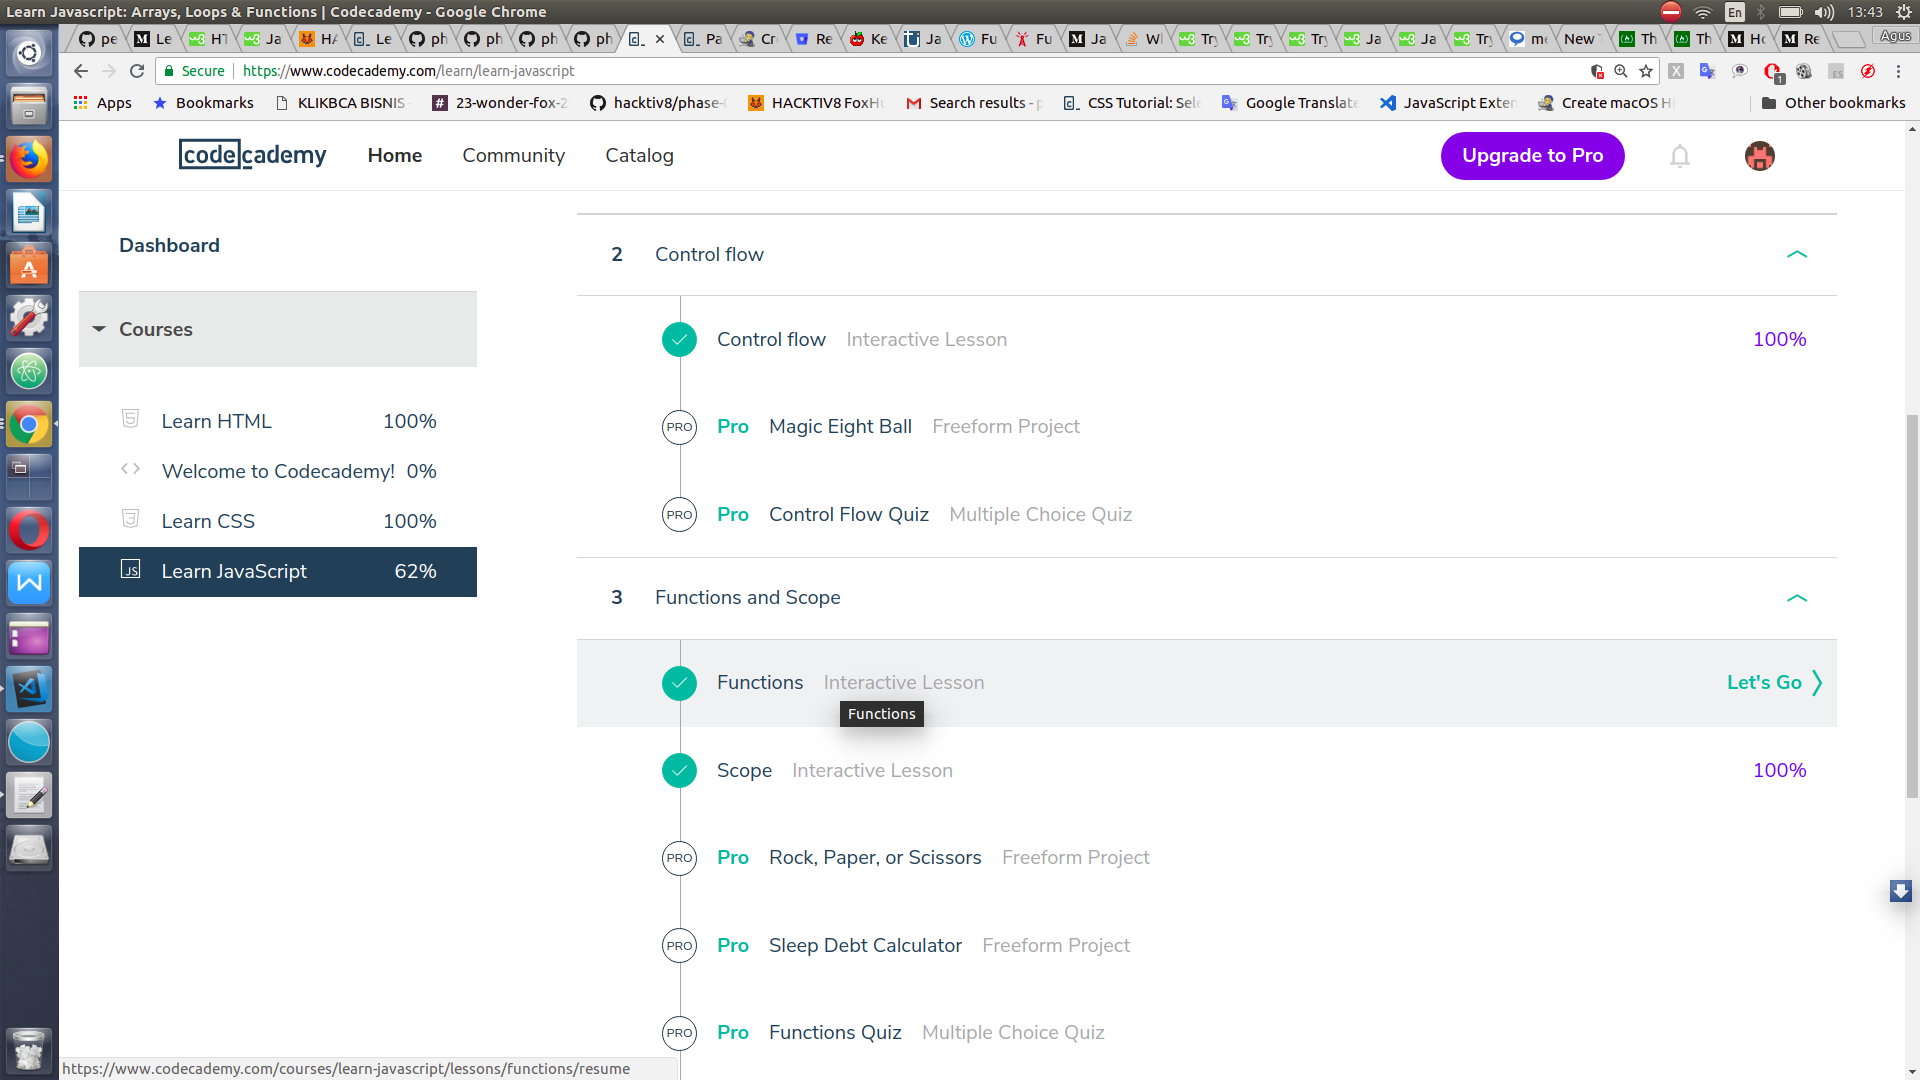 Learn Javascript: Arrays, Loops & Functions | Codecademy - Google Chrome
En
13:43
pe
Le
HT
Ja
HA
Le
ph
ph
ph
ph
Pa
Cr
Re
Ke
Ja
Fu
Fu
Ja
Wl
Try
Try
Try
Ja
Ja
Try
me
New
Th
Th
Ho
Re
Agus
Secure
https://www.codecademy.com/learn/learn-javascript
Apps
Bookmarks
KLIKBCA BISNIS
23-wonder-fox-2
hacktiv8/phase-
HACKTIV8 FoxHu
Search results - p
CSS Tutorial: Sele
Google Translate
JavaScript Exter
Create macOS Hi
Other bookmarks
codecademy
Home
Community
Catalog
Upgrade to Pro
Dashboard
Courses
Learn HTML 100%
Welcome to Codecademy! 0%
Learn CSS 100%
JS Learn JavaScript 62%
2 Control flow
Control flow Interactive Lesson 100%
PRO Pro Magic Eight Ball Freeform Project
PRO Pro Control Flow Quiz Multiple Choice Quiz
3 Functions and Scope
Functions Interactive Lesson Let's Go
Functions
Scope Interactive Lesson 100%
PRO Pro Rock, Paper, or Scissors Freeform Project
PRO Pro Sleep Debt Calculator Freeform Project
PRO Pro Functions Quiz Multiple Choice Quiz
https://www.codecademy.com/courses/learn-javascript/lessons/functions/resume